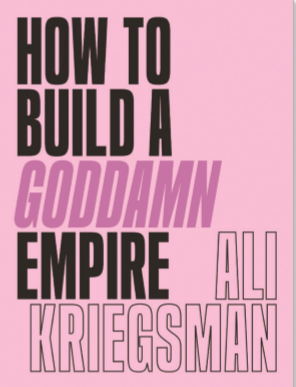 HOW TO
BUILD A
GODDAMN
EMPIRE ALI
KRIEGSMAN